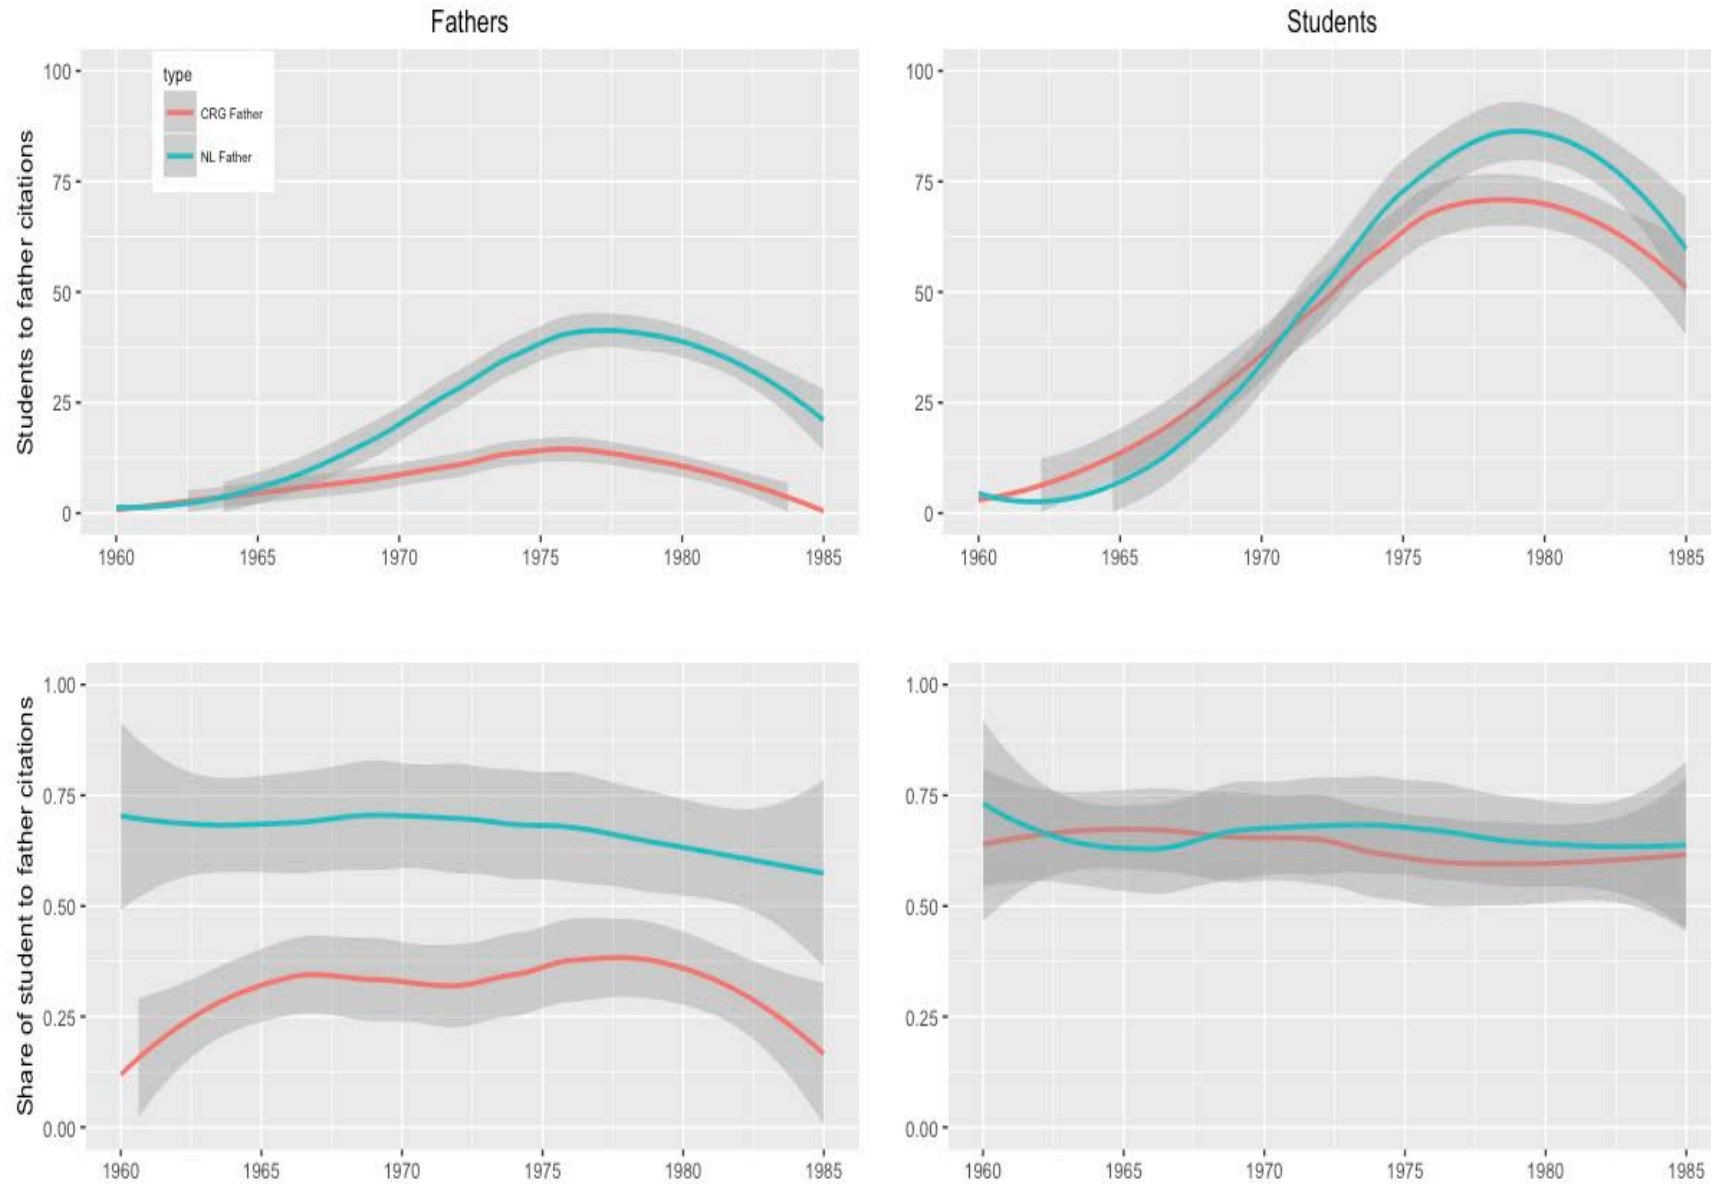 Fathers
Students
Students to father citations
100
75
50
25
0
type
CRG Father
NL Father
1960 1965 1970 1975 1980 1985
100
75
50
25
0
1960 1965 1970 1975 1980 1985
Share of student to father citations
1.00
0.75
0.50
0.25
0.00
1960 1965 1970 1975 1980 1985
1.00
0.75
0.50
0.25
0.00
1960 1965 1970 1975 1980 1985